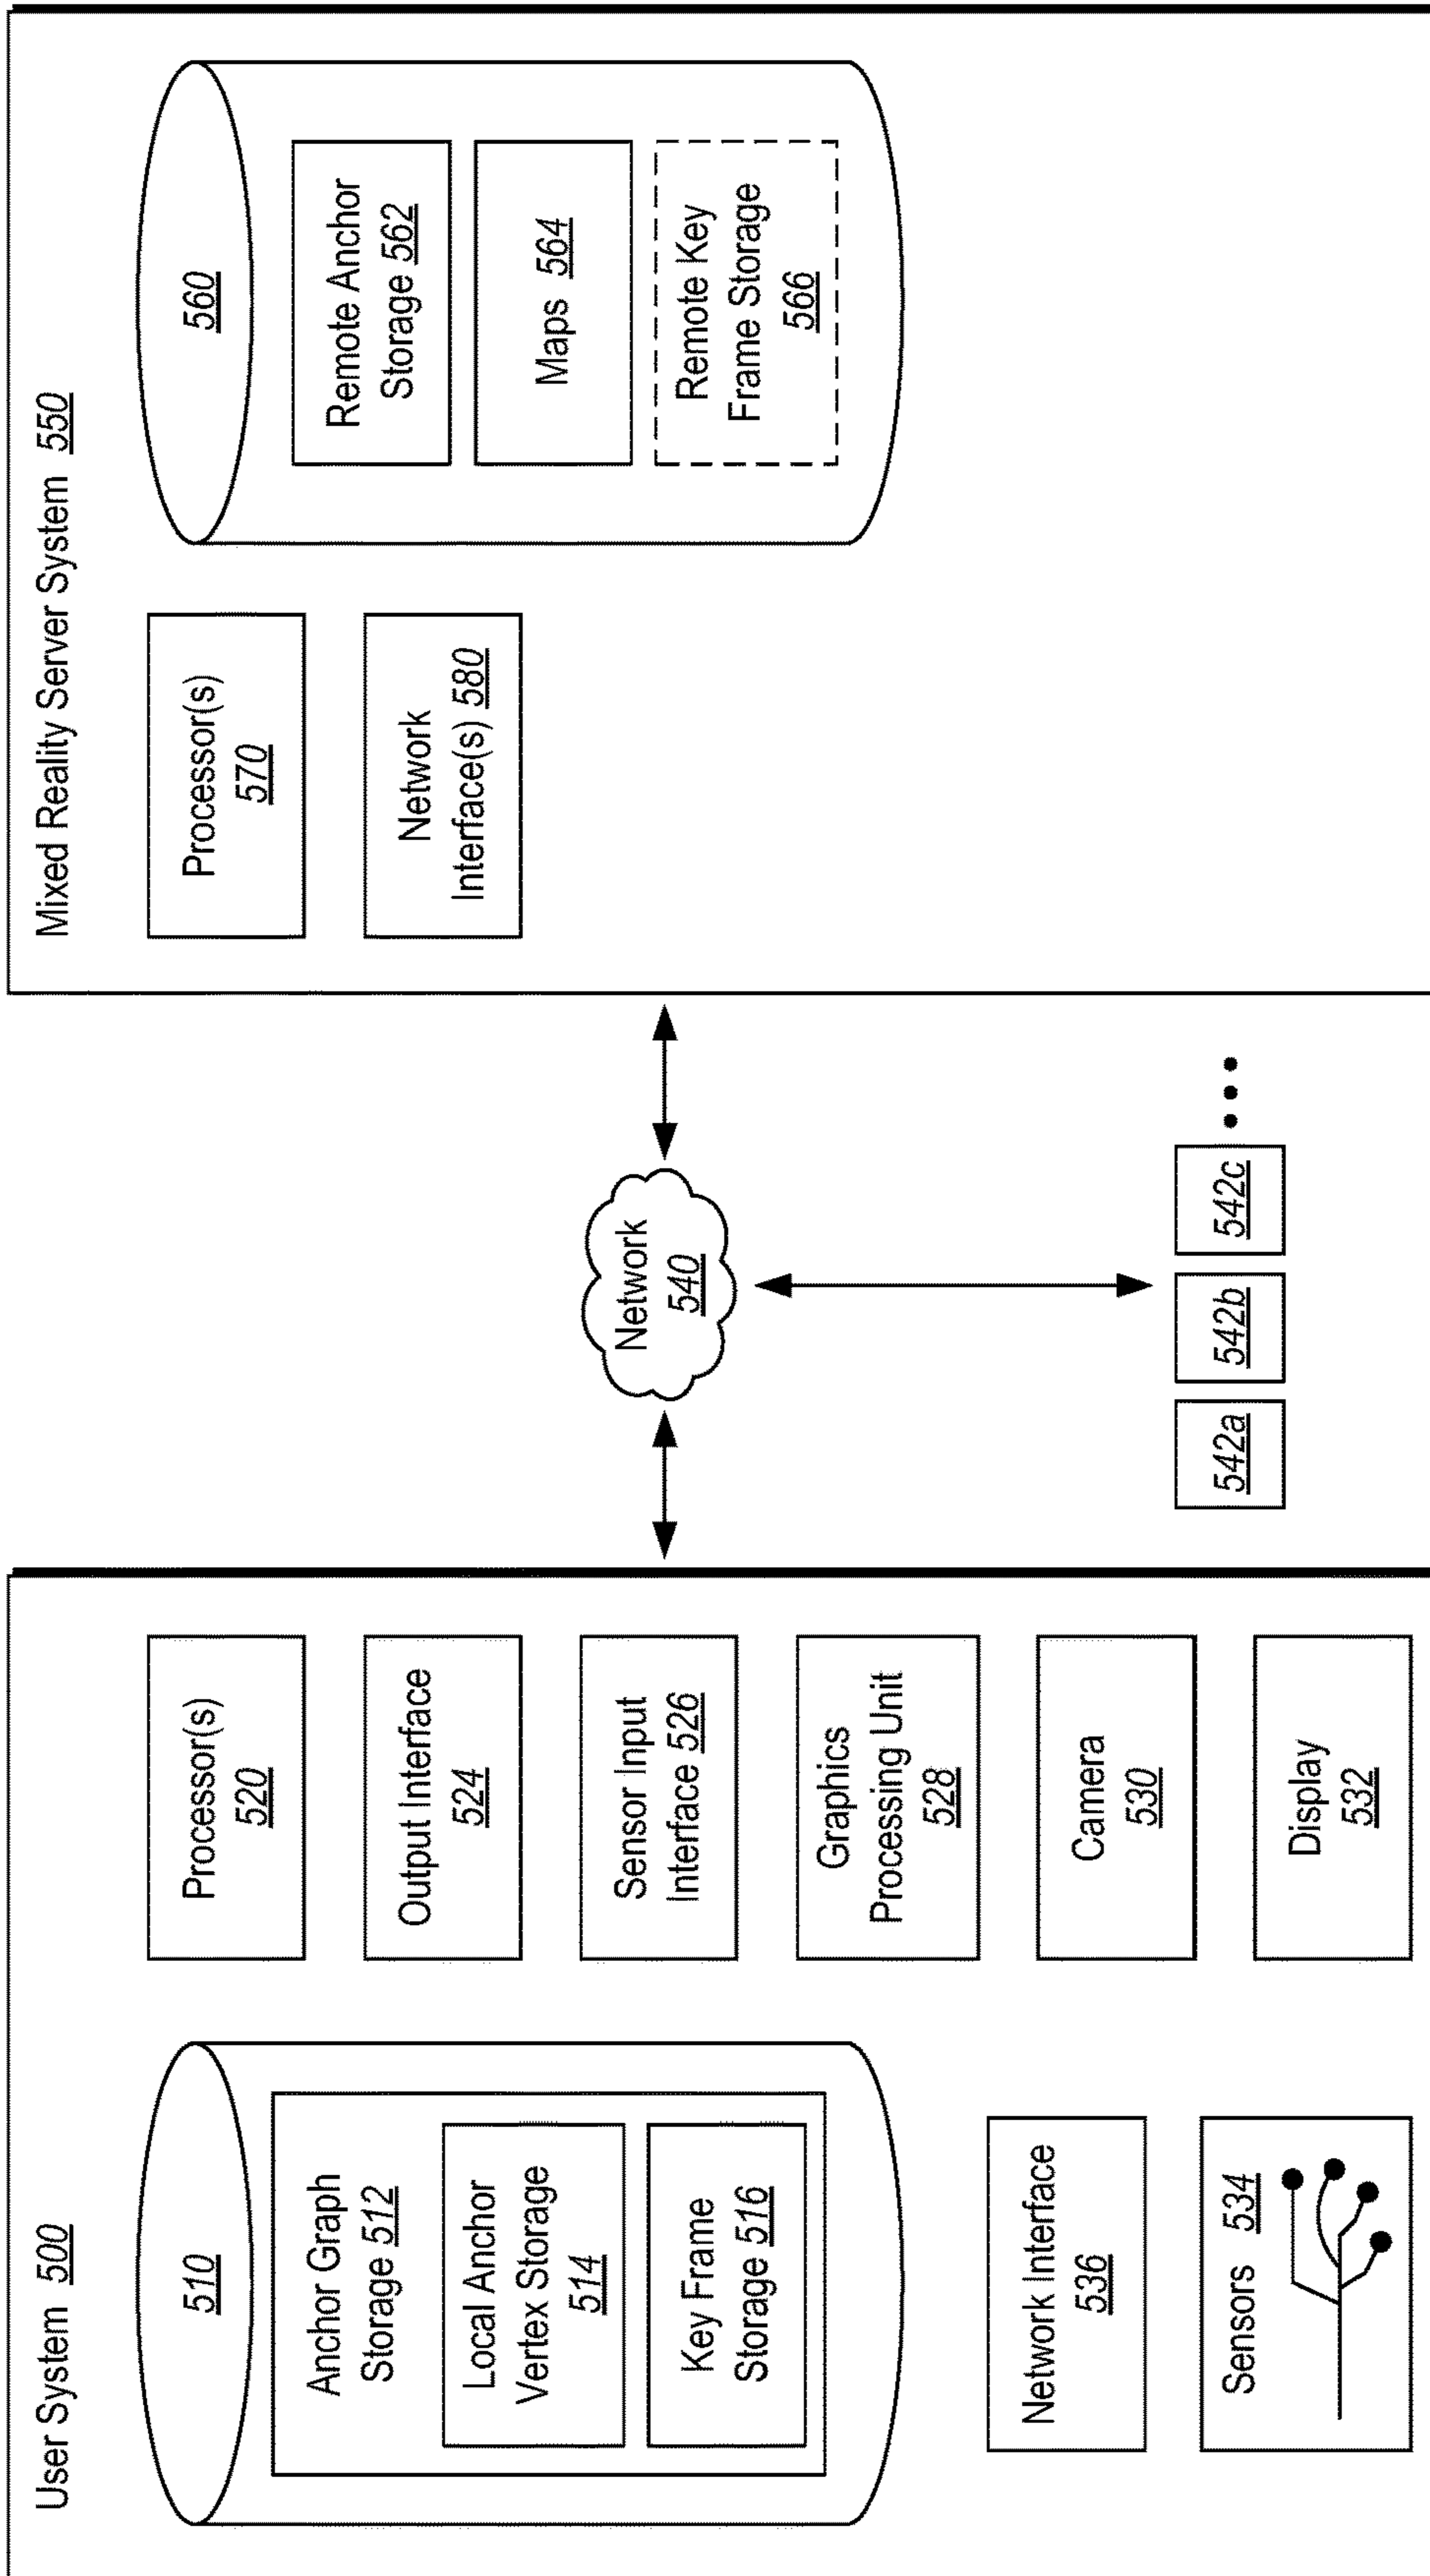 User System 500
510
Anchor Graph
Storage 512
Local Anchor
Vertex Storage
514
Key Frame
Storage 516
Network Interface
536
Sensors 534
Processor(s)
520
Output Interface
524
Sensor Input
Interface 526
Graphics
Processing Unit
528
Camera
530
Display
532
Network
540
542a
542b
542c
Mixed Reality Server System 550
Processor(s)
570
Network
Interface(s) 580
560
Remote Anchor
Storage 562
Maps 564
Remote Key
Frame Storage
566